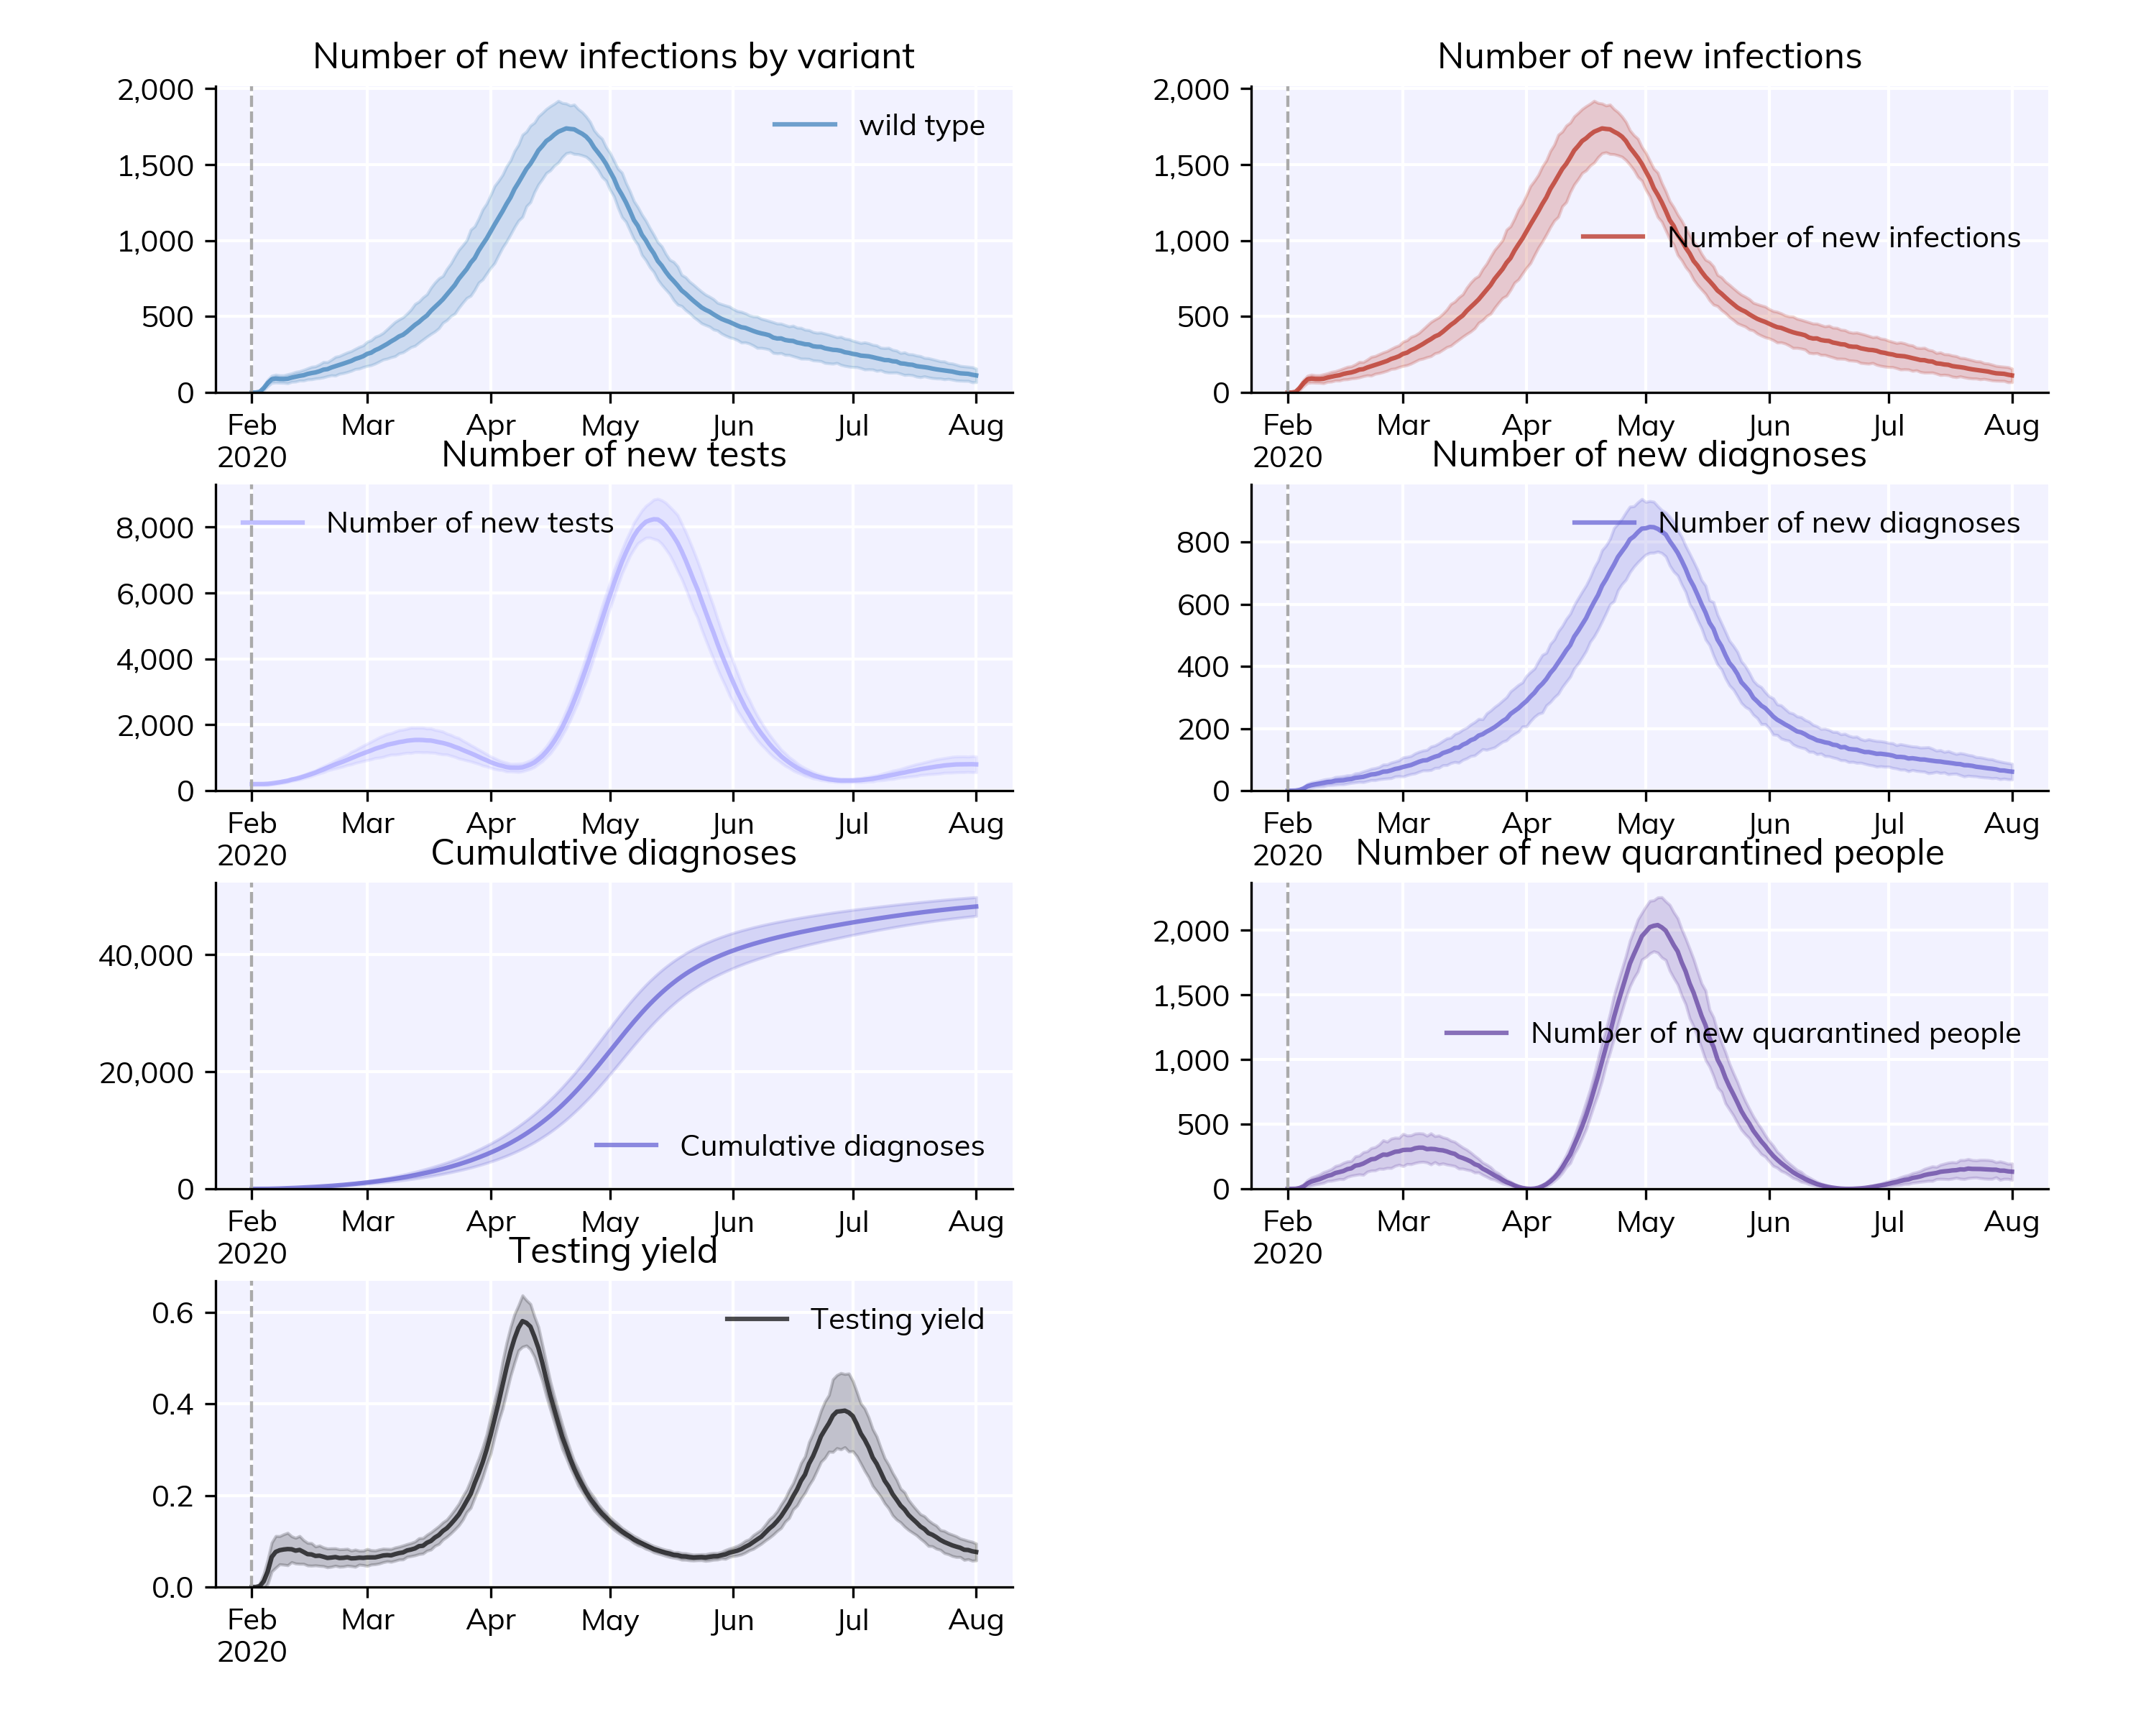 Number of new infections by variant
2,000
1,500
1,000
500
0
wild type
Feb Mar Apr May Jun Jul Aug
2020
Number of new infections
2,000
1,500
1,000
500
0
Number of new infections
Feb Mar Apr May Jun Jul Aug
2020
Number of new tests
8,000
6,000
4,000
2,000
0
Number of new tests
Feb Mar Apr May Jun Jul Aug
2020
Number of new diagnoses
800
600
400
200
0
Number of new diagnoses
Feb Mar Apr May Jun Jul Aug
2020
Cumulative diagnoses
40,000
20,000
0
Cumulative diagnoses
Feb Mar Apr May Jun Jul Aug
2020
Number of new quarantined people
2,000
1,500
1,000
500
0
Number of new quarantined people
Feb Mar Apr May Jun Jul Aug
2020
Testing yield
0.6
0.4
0.2
0.0
Testing yield
Feb Mar Apr May Jun Jul Aug
2020